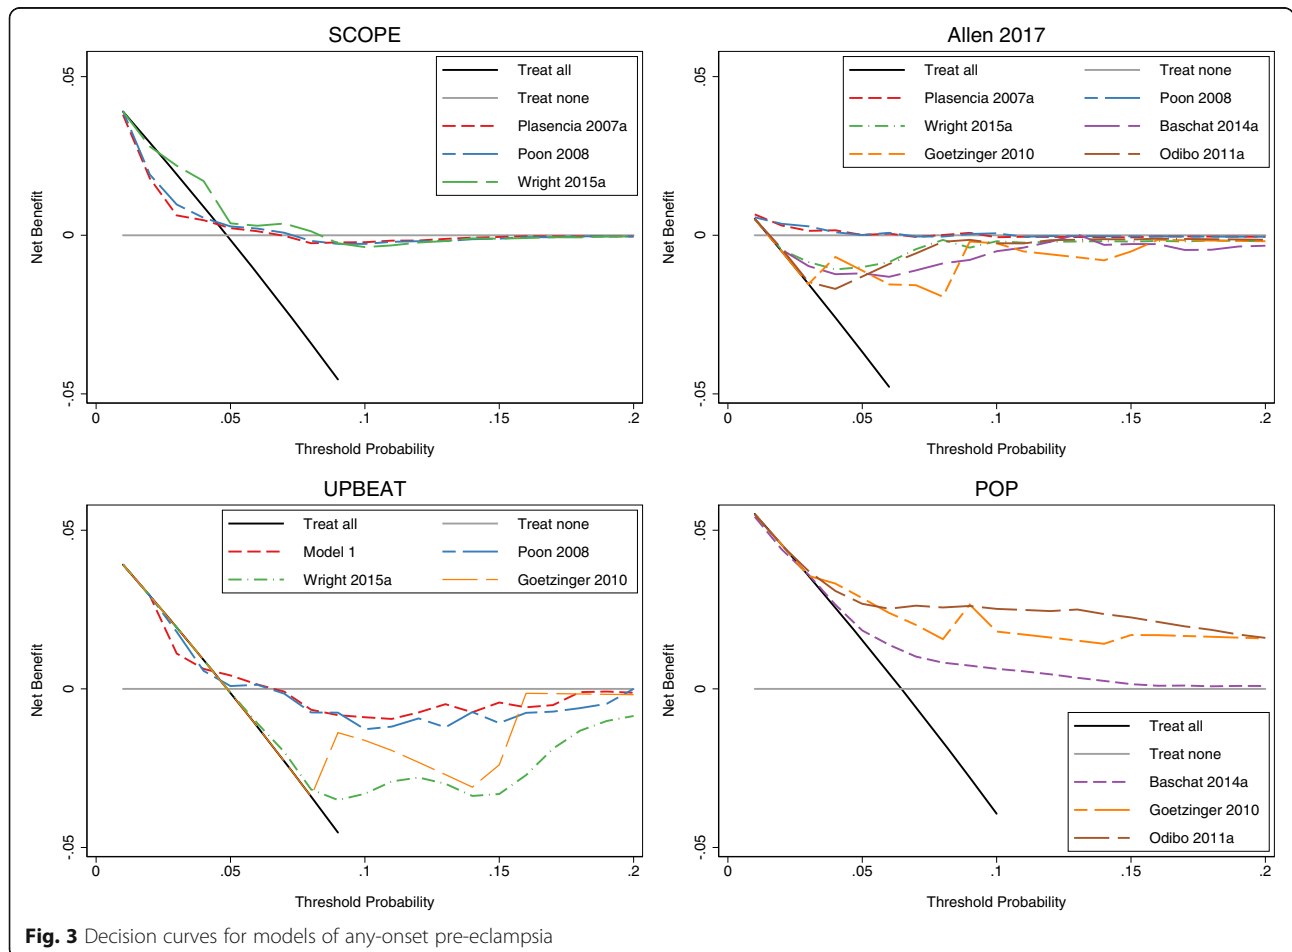 SCOPE
Treat all
Treat none
Plasencia 2007a
Poon 2008
Wright 2015a
Net Benefit
.05
0
-.05
0 .05 .1 .15 .2
Threshold Probability
Allen 2017
Treat all Treat none
Plasencia 2007a Poon 2008
Wright 2015a Baschat 2014a
Goetzinger 2010 Odibo 2011a
Net Benefit
.05
0
-.05
0 .05 .1 .15 .2
Threshold Probability
UPBEAT
Treat all Treat none
Model 1 Poon 2008
Wright 2015a Goetzinger 2010
Net Benefit
.05
0
-.05
0 .05 .1 .15 .2
Threshold Probability
POP
Treat all
Treat none
Baschat 2014a
Goetzinger 2010
Odibo 2011a
Net Benefit
.05
0
-.05
0 .05 .1 .15 .2
Threshold Probability
Fig. 3 Decision curves for models of any-onset pre-eclampsia